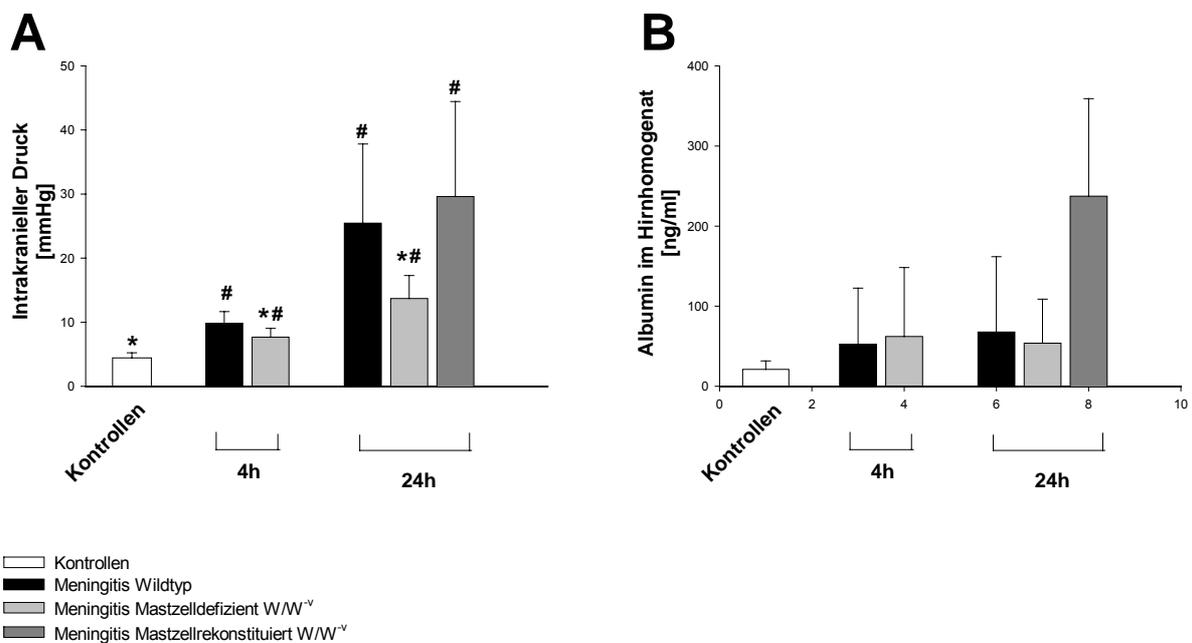 A
Intrakranieller Druck
[mmHg]
50
40
30
20
10
0
*
#
*#
#
*#
#
Kontrollen
4h
24h
B
Albumin im Hirnhomogenat
[ng/ml]
400
300
200
100
0
0 2 4 6 8 10
Kontrollen
4h
24h
Kontrollen
Meningitis Wildtyp
Meningitis Mastzelldefizient W/W-v
Meningitis Mastzellrekonstituiert W/W-v